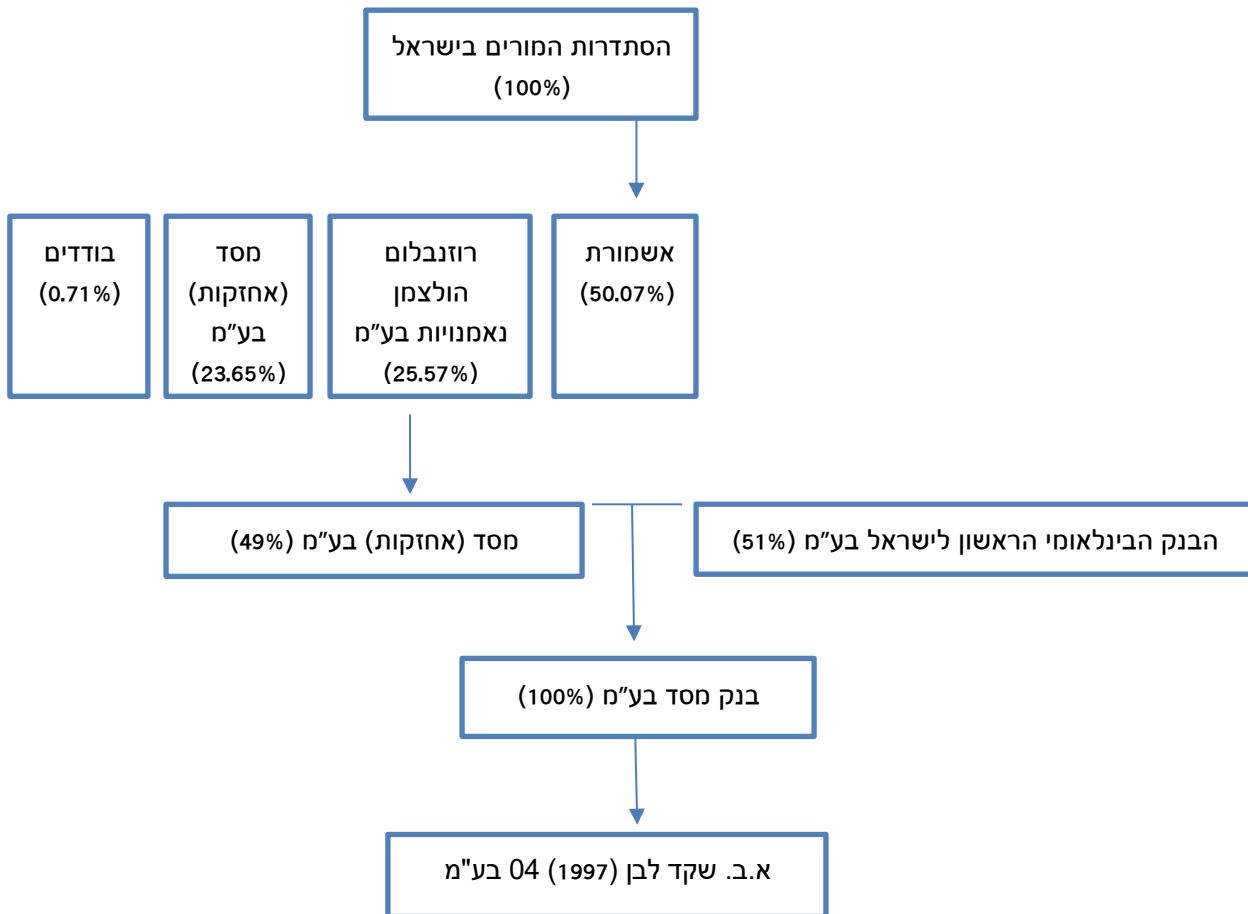 הסתדרות המורים בישראל
(100%)
אשמורת
(50.07%)
רוזנבלום
הולצמן
נאמנויות בע"מ
(25.57%)
מסד
(אחזקות)
בע"מ
(23.65%)
בודדים
(0.71%)
הבנק הבינלאומי הראשון לישראל בע"מ (51%)
מסד (אחזקות) בע"מ (49%)
בנק מסד בע"מ (100%)
א.ב. שקד לבן (1997) 04 בע"מ